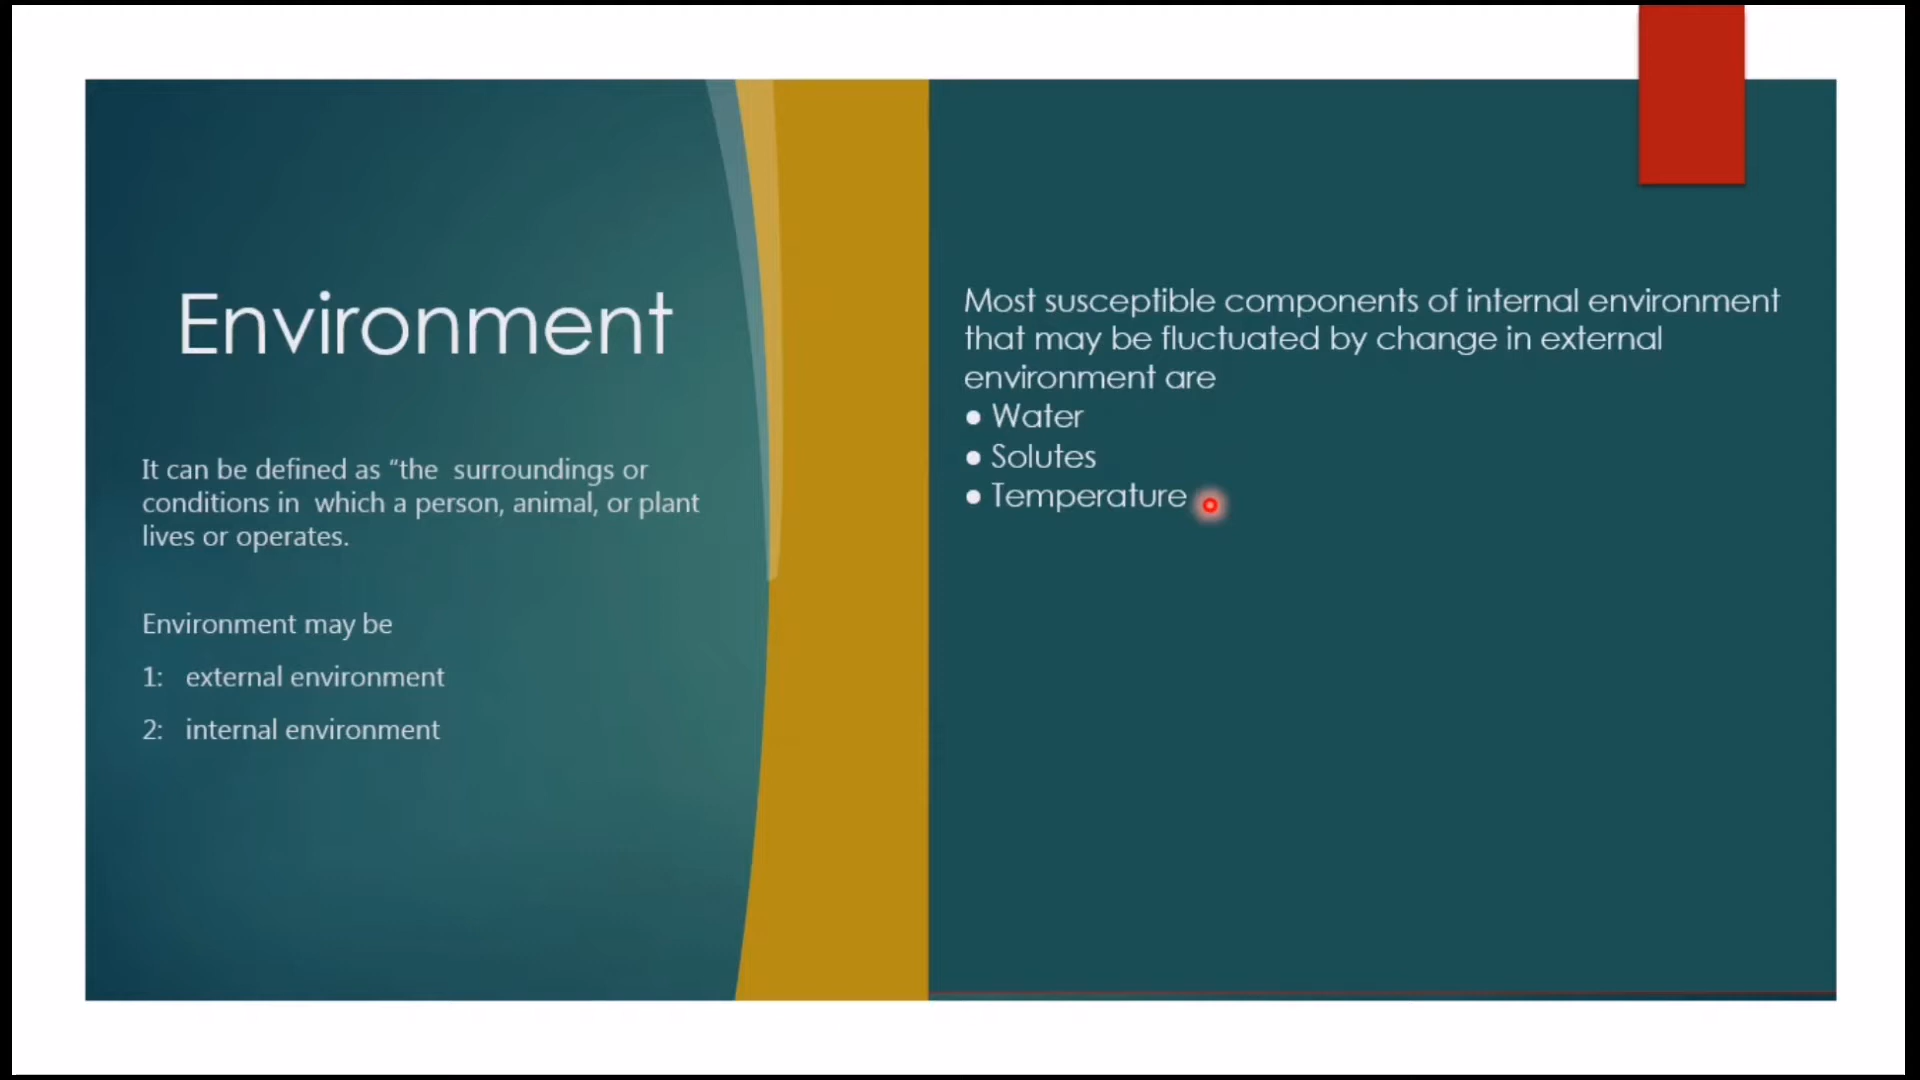 Environment
It can be defined as “the surroundings or
conditions in which a person, animal, or plant
lives or operates.
Environment may be
1: external environment
2: internal environment
Most susceptible components of internal environment
that may be fluctuated by change in external
environment are
● Water
● Solutes
● Temperature